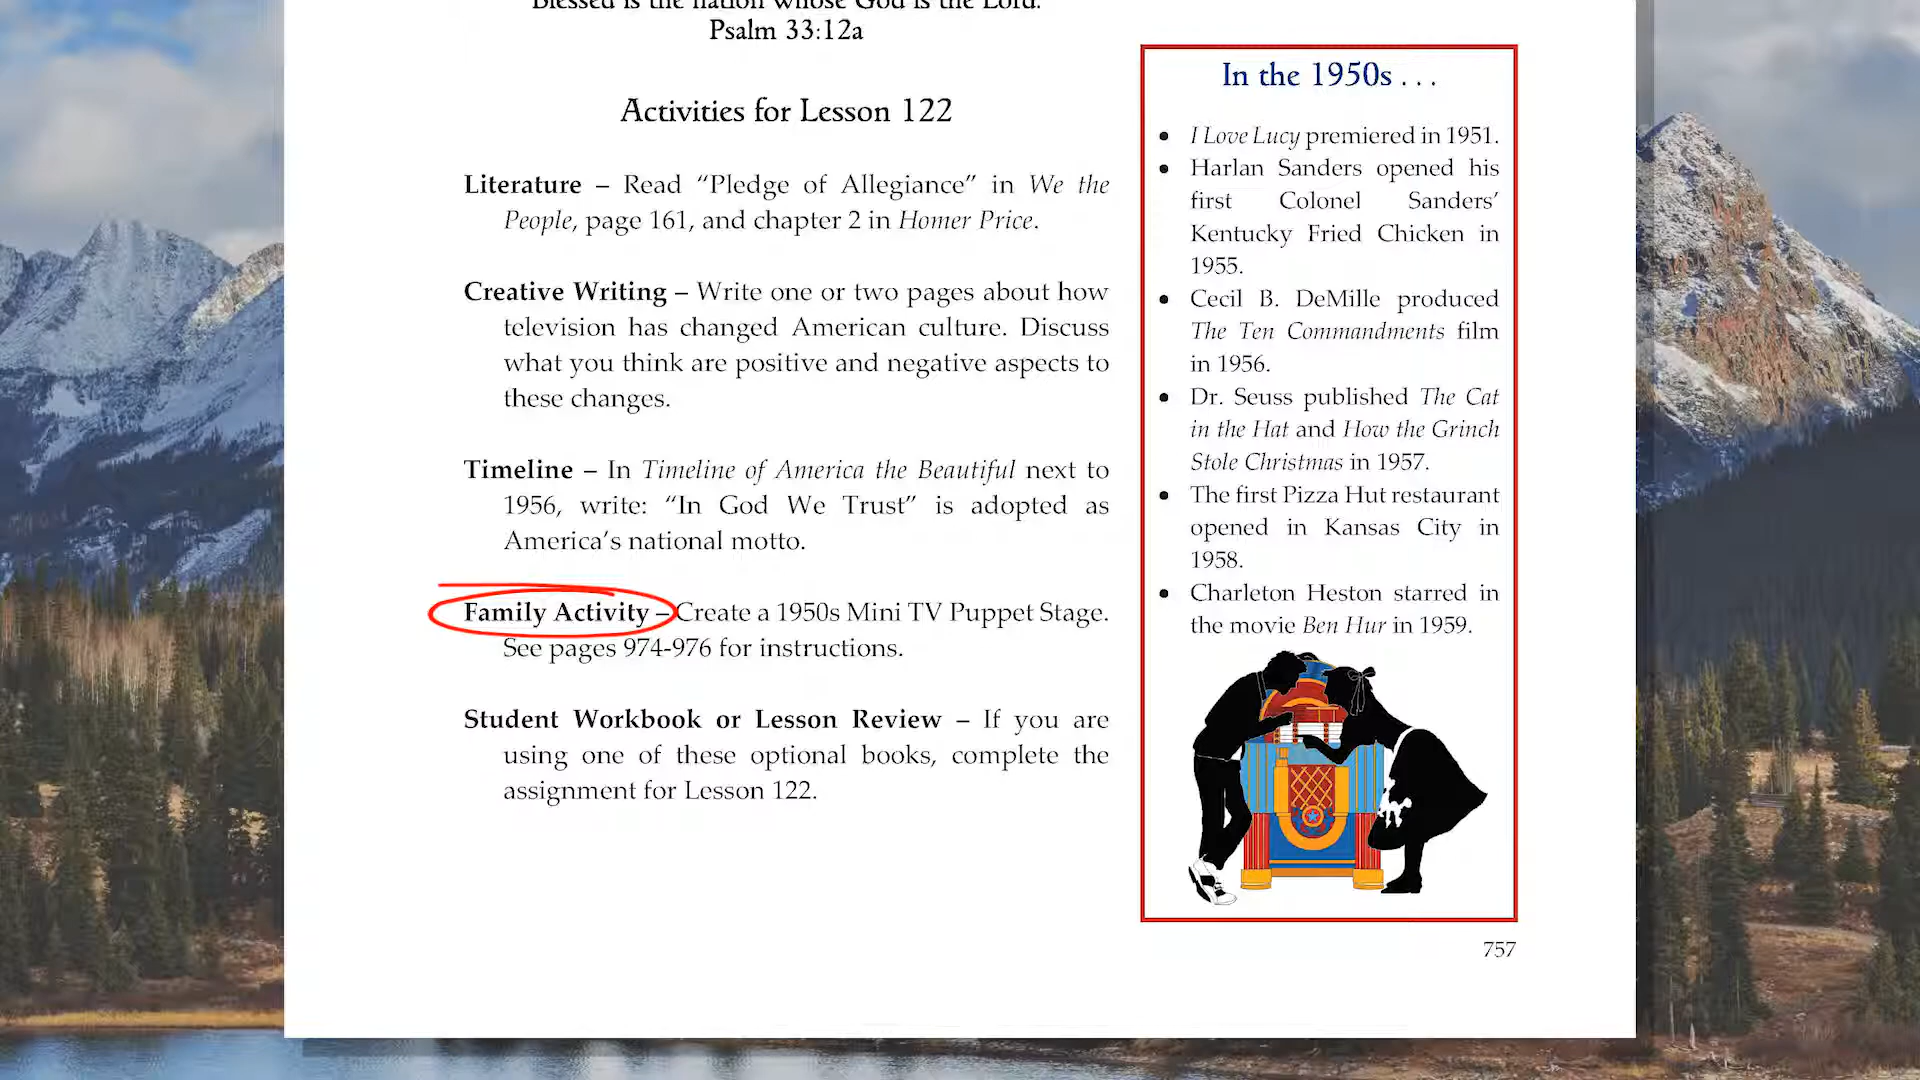 Blessed is the nation whose God is the Lord.
Psalm 33:12a
Activities for Lesson 122
Literature – Read “Pledge of Allegiance” in We the
People, page 161, and chapter 2 in Homer Price.
Creative Writing – Write one or two pages about how
television has changed American culture. Discuss
what you think are positive and negative aspects to
these changes.
Timeline – In Timeline of America the Beautiful next to
1956, write: “In God We Trust” is adopted as
America’s national motto.
Family Activity – Create a 1950s Mini TV Puppet Stage.
See pages 974-976 for instructions.
Student Workbook or Lesson Review – If you are
using one of these optional books, complete the
assignment for Lesson 122.
In the 1950s . . .
• I Love Lucy premiered in 1951.
• Harlan Sanders opened his
first Colonel Sanders’
Kentucky Fried Chicken in
1955.
• Cecil B. DeMille produced
The Ten Commandments film
in 1956.
• Dr. Seuss published The Cat
in the Hat and How the Grinch
Stole Christmas in 1957.
• The first Pizza Hut restaurant
opened in Kansas City in
1958.
• Charleton Heston starred in
the movie Ben Hur in 1959.
757